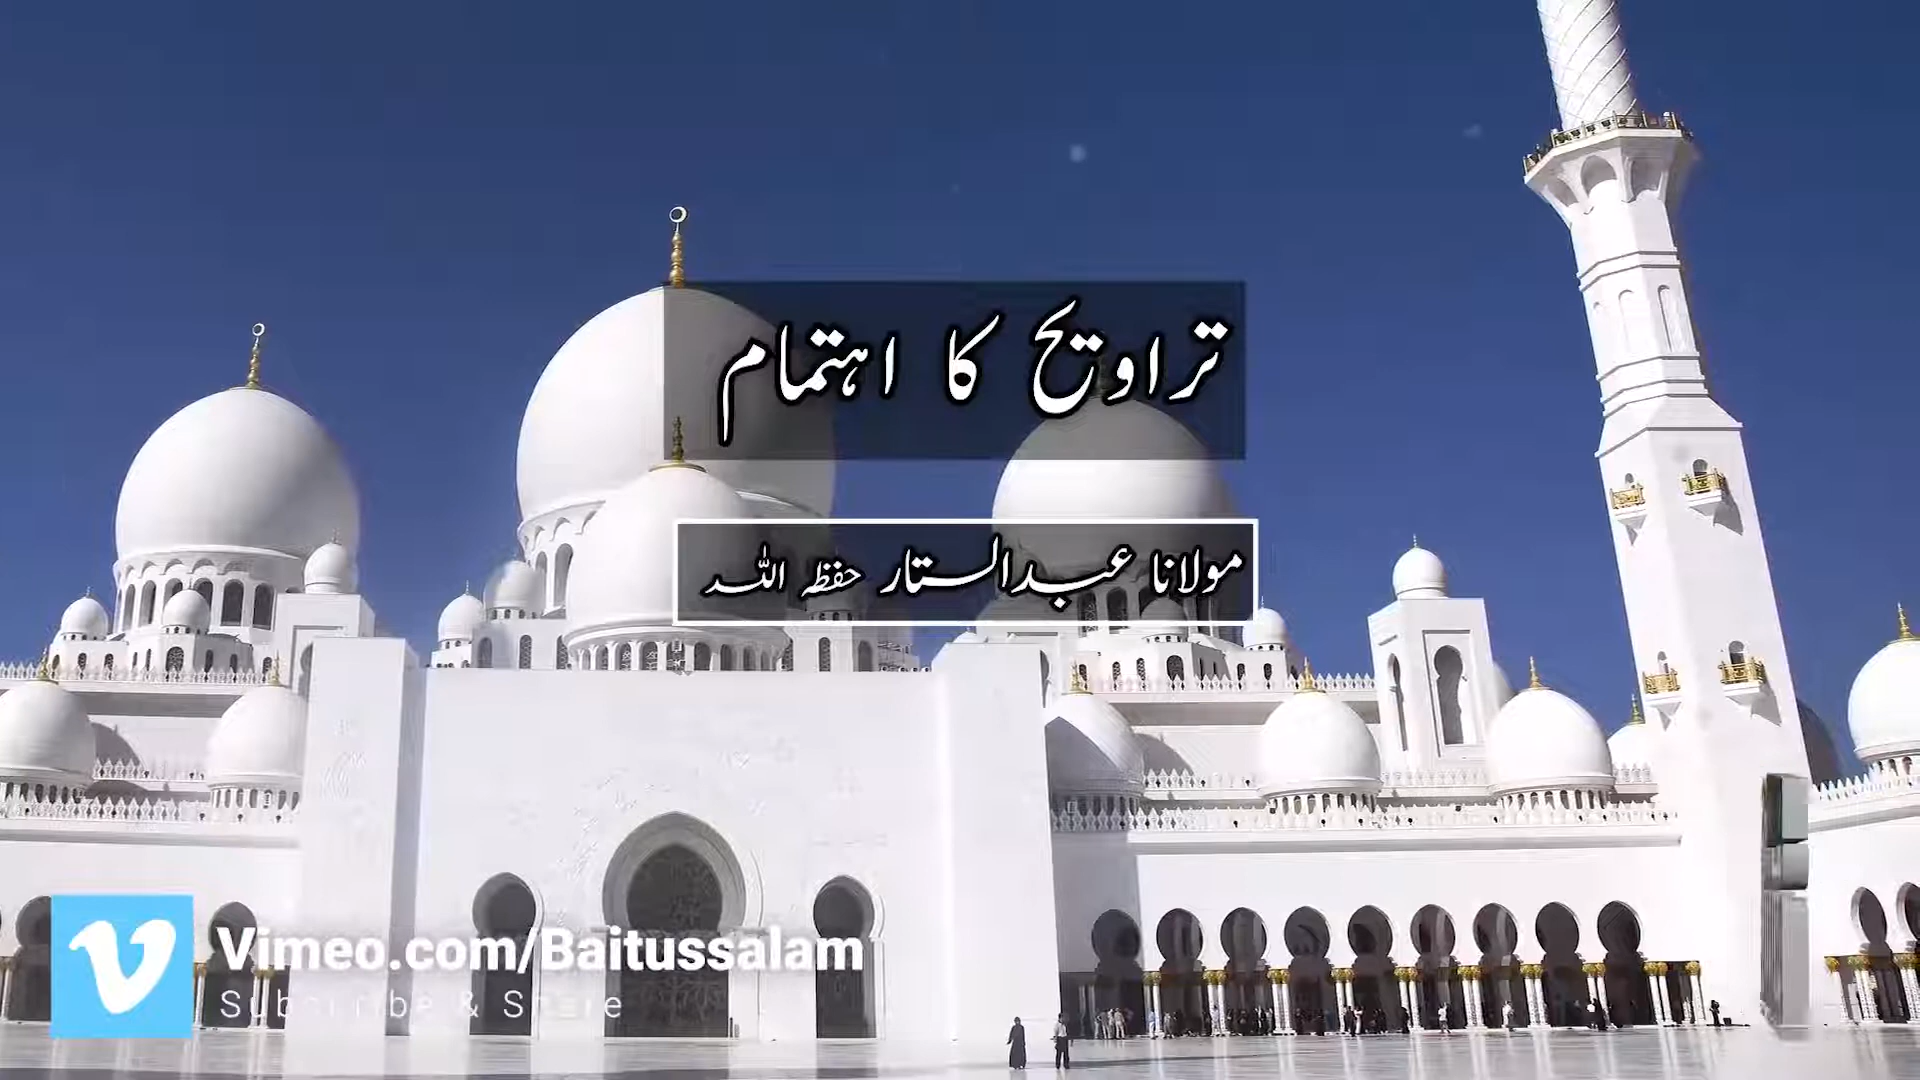 تراویح کا اہتمام
مولانا عبدالستار حفظہ اللہ
Vimeo.com/Baitussalam
Subscribe & Share